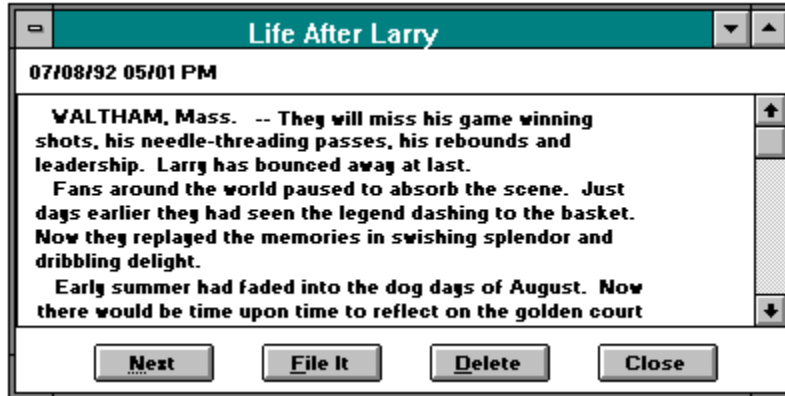 Life After Larry
07/08/92 05/01 PM
WALTHAM, Mass.  -- They will miss his game winning
shots, his needle-threading passes, his rebounds and
leadership.  Larry has bounced away at last.
Fans around the world paused to absorb the scene.  Just
days earlier they had seen the legend dashing to the basket.
Now they replayed the memories in swishing splendor and
dribbling delight.
Early summer had faded into the dog days of August.  Now
there would be time upon time to reflect on the golden court
Next File It Delete Close